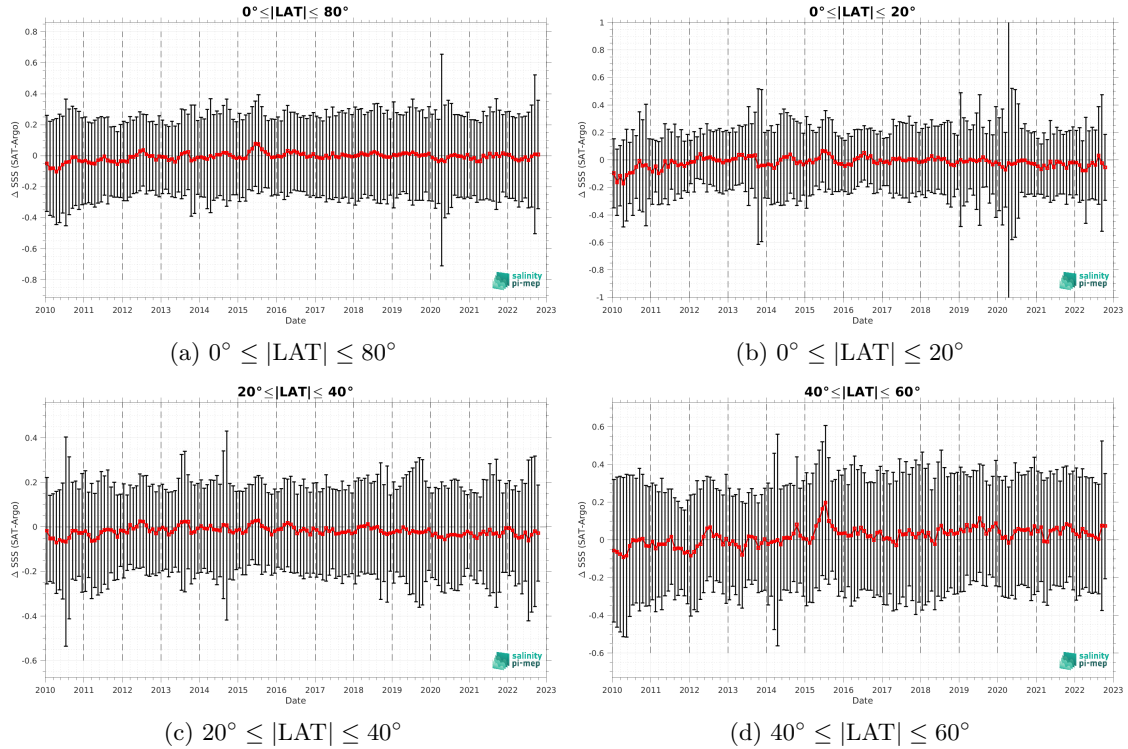 0°≤|LAT|≤ 80°
0.8
0.6
0.4
0.2
0
-0.2
-0.4
-0.6
-0.8
Δ SSS (SAT-Argo)
salinity
pi-mep
2010 2011 2012 2013 2014 2015 2016 2017 2018 2019 2020 2021 2022 2023
Date
(a) 0° ≤ |LAT| ≤ 80°
0°≤|LAT|≤ 20°
1
0.8
0.6
0.4
0.2
0
-0.2
-0.4
-0.6
-0.8
-1
Δ SSS (SAT-Argo)
salinity
pi-mep
2010 2011 2012 2013 2014 2015 2016 2017 2018 2019 2020 2021 2022 2023
Date
(b) 0° ≤ |LAT| ≤ 20°
20°≤|LAT|≤ 40°
0.4
0.2
0
-0.2
-0.4
-0.6
Δ SSS (SAT-Argo)
salinity
pi-mep
2010 2011 2012 2013 2014 2015 2016 2017 2018 2019 2020 2021 2022 2023
Date
(c) 20° ≤ |LAT| ≤ 40°
40°≤|LAT|≤ 60°
0.6
0.4
0.2
0
-0.2
-0.4
-0.6
Δ SSS (SAT-Argo)
salinity
pi-mep
2010 2011 2012 2013 2014 2015 2016 2017 2018 2019 2020 2021 2022 2023
Date
(d) 40° ≤ |LAT| ≤ 60°